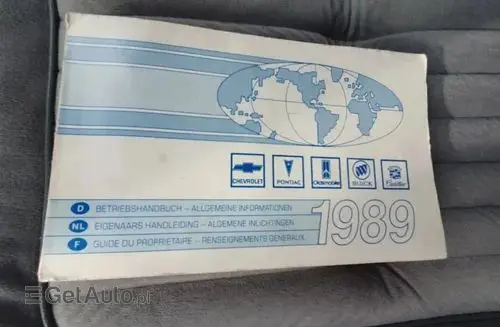 CHEVROLET PONTIAC Oldsmobile BUICK Cadillac
D BETRIEBSHANDBUCH – ALLGEMEINE INFORMATIONEN
NL EIGENAARS HANDLEIDING – ALGEMENE INLICHTINGEN
F GUIDE DU PROPRIETAIRE – RENSEIGNEMENTS GENERAUX
1989
GetAuto.pl